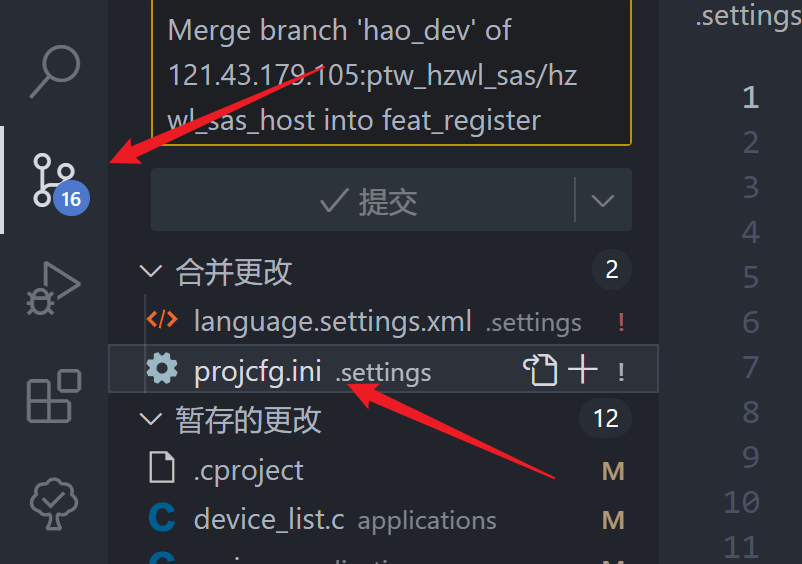 .settings
Merge branch 'hao_dev' of
121.43.179.105:ptw_hzwl_sas/hz
wl_sas_host into feat_register
16
提交
合并更改 2
language.settings.xml .settings !
projcfg.ini .settings !
暂存的更改 12
.cproject M
device_list.c applications M
1
2
3
4
5
6
7
8
9
10
11